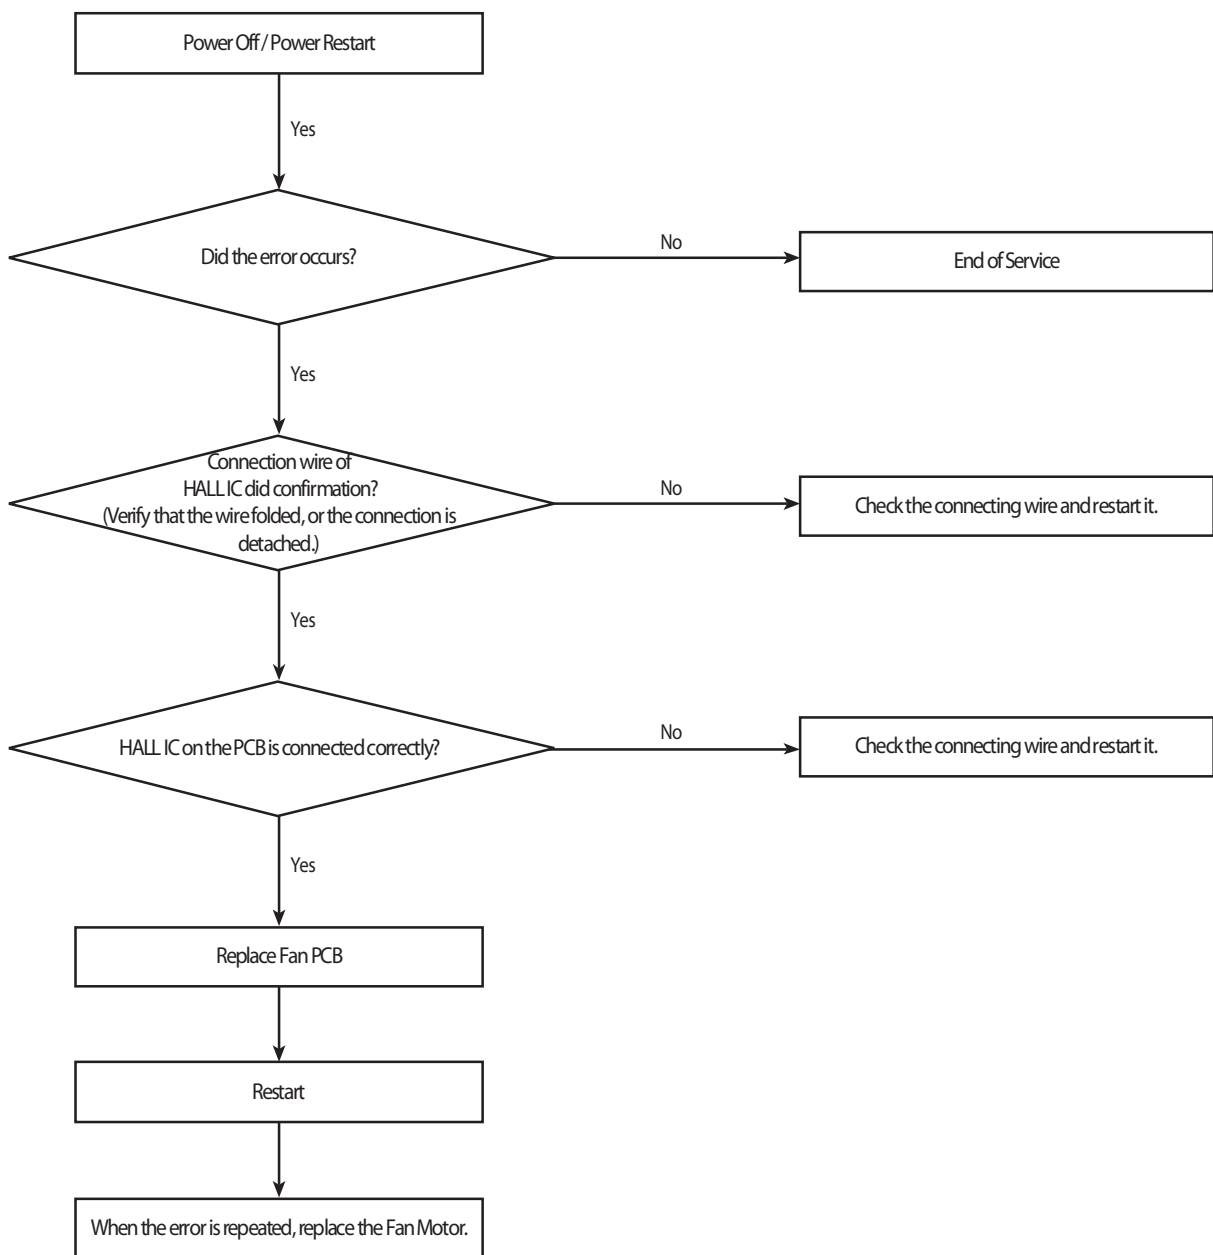 Power Off / Power Restart
Yes
Did the error occurs?
No
End of Service
Yes
Connection wire of
HALL IC did confirmation?
(Verify that the wire folded, or the connection is
detached.)
No
Check the connecting wire and restart it.
Yes
HALL IC on the PCB is connected correctly?
No
Check the connecting wire and restart it.
Yes
Replace Fan PCB
Restart
When the error is repeated, replace the Fan Motor.